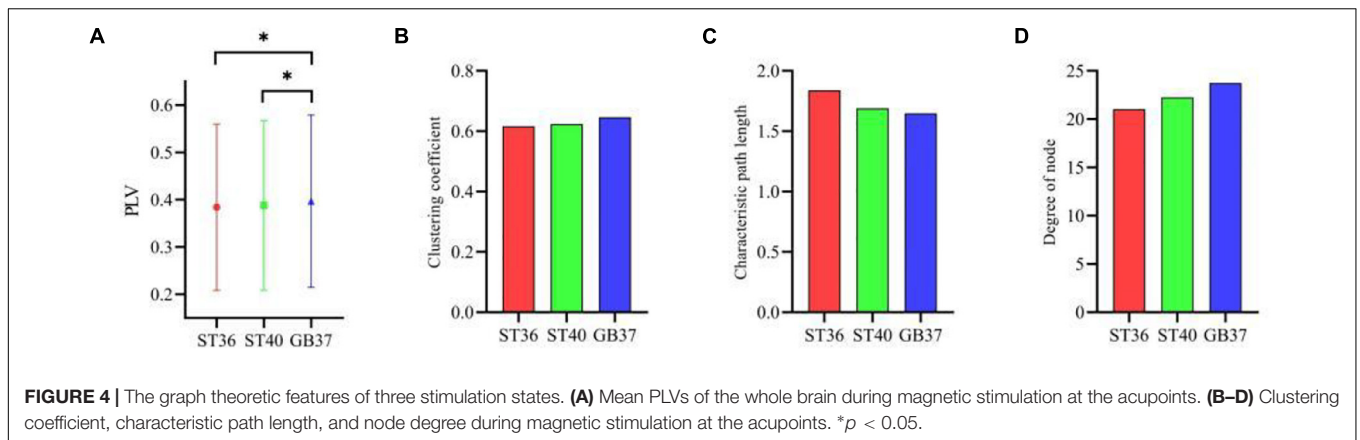 A
B
C
D
*
*
PLV
0.6
0.5
0.4
0.3
0.2
ST36 ST40 GB37
Clustering coefficient
0.8
0.6
0.4
0.2
0.0
ST36 ST40 GB37
Characteristic path length
2.0
1.5
1.0
0.5
0.0
ST36 ST40 GB37
Degree of node
25
20
15
10
5
0
ST36 ST40 GB37
FIGURE 4 | The graph theoretic features of three stimulation states. (A) Mean PLVs of the whole brain during magnetic stimulation at the acupoints. (B–D) Clustering
coefficient, characteristic path length, and node degree during magnetic stimulation at the acupoints. *p < 0.05.